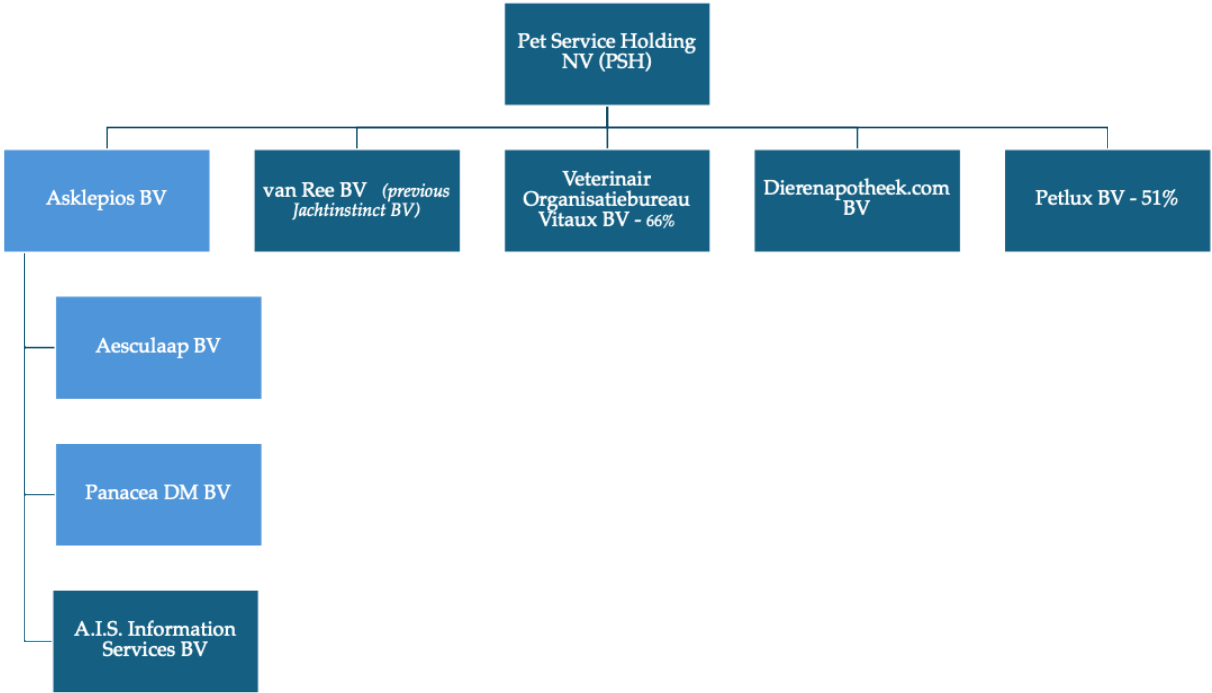 Pet Service Holding
NV (PSH)
Asklepios BV
van Ree BV (previous
Jachtinstinct BV)
Veterinair
Organisatiebureau
Vitaux BV - 66%
Dierenapotheek.com
BV
Petlux BV - 51%
Aesculaap BV
Panacea DM BV
A.I.S. Information
Services BV